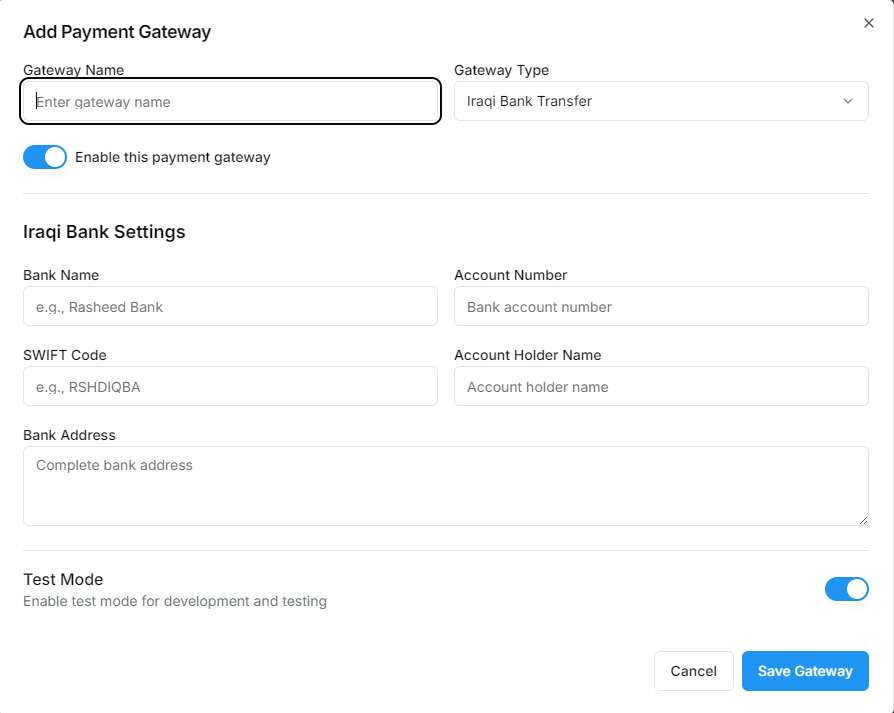 Add Payment Gateway
Gateway Name
Gateway Type
Enter gateway name
Iraqi Bank Transfer
Enable this payment gateway
Iraqi Bank Settings
Bank Name
Account Number
e.g., Rasheed Bank
Bank account number
SWIFT Code
Account Holder Name
e.g., RSHDIQBA
Account holder name
Bank Address
Complete bank address
Test Mode
Enable test mode for development and testing
Cancel
Save Gateway